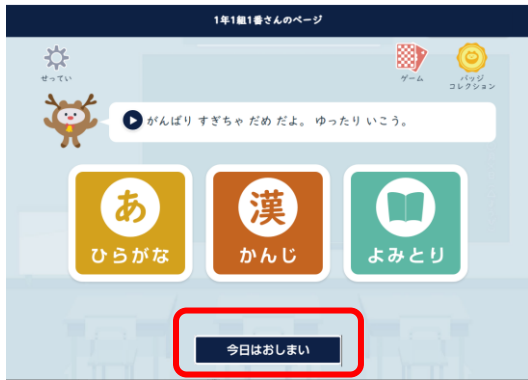 1年1組1番さんのページ
せってい
ゲーム
バッジ
コレクション
がんばり すぎちゃ だめ だよ。 ゆったり いこう。
あ
ひらがな
漢
かんじ
よみとり
今日はおしまい